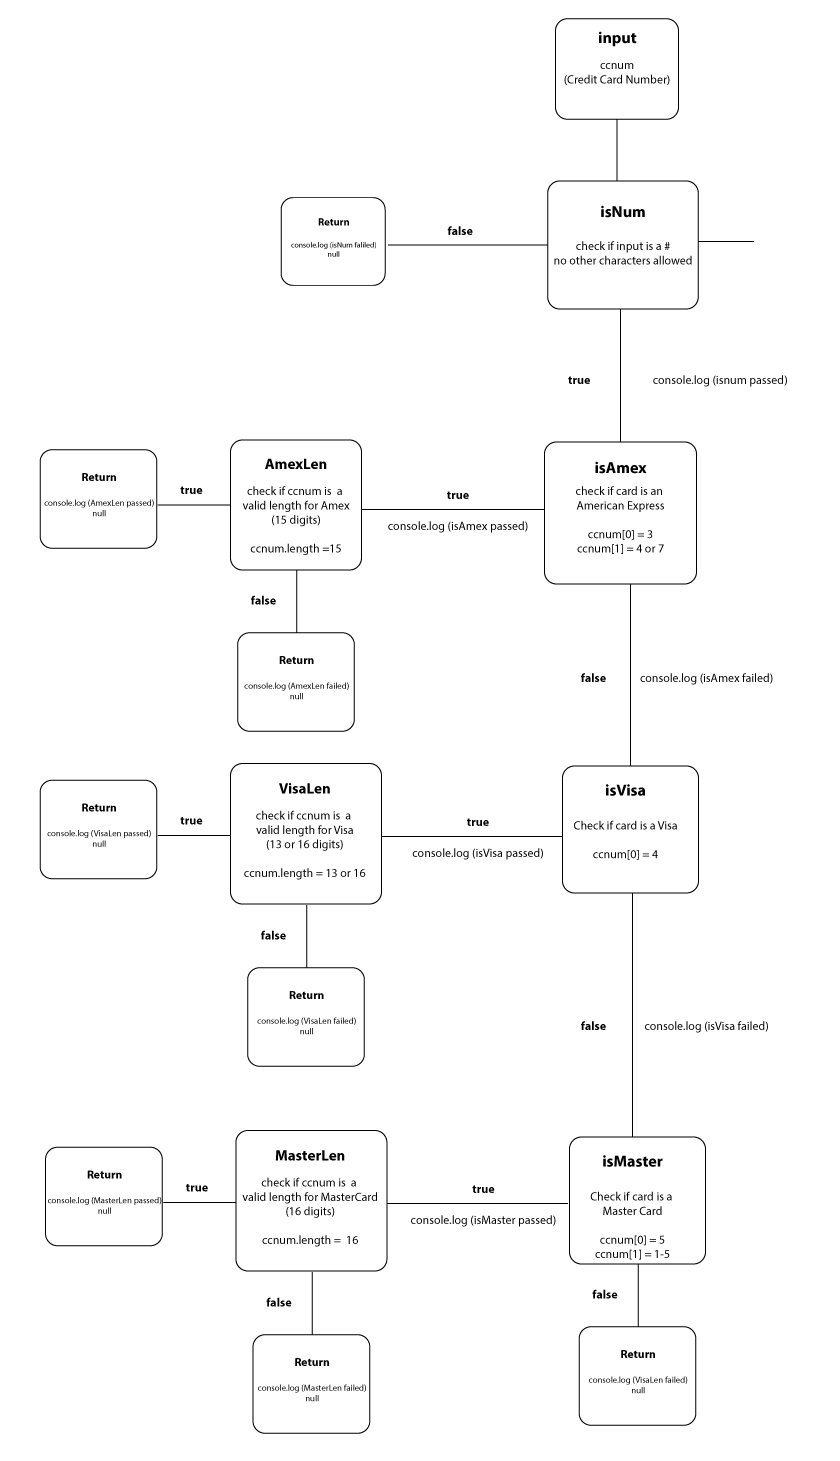 input
ccnum
(Credit Card Number)
isNum
check if input is a #
no other characters allowed
false
Return
console.log (isNum faliled)
null
true
console.log (isnum passed)
isAmex
check if card is an
American Express
ccnum[0] = 3
ccnum[1] = 4 or 7
true
console.log (isAmex passed)
AmexLen
check if ccnum is a
valid length for Amex
(15 digits)
ccnum.length =15
true
Return
console.log (AmexLen passed)
null
false
Return
console.log (AmexLen failed)
null
false
console.log (isAmex failed)
isVisa
Check if card is a Visa
ccnum[0] = 4
true
console.log (isVisa passed)
VisaLen
check if ccnum is a
valid length for Visa
(13 or 16 digits)
ccnum.length = 13 or 16
true
Return
console.log (VisaLen passed)
null
false
Return
console.log (VisaLen failed)
null
false
console.log (isVisa failed)
isMaster
Check if card is a
Master Card
ccnum[0] = 5
ccnum[1] = 1-5
true
console.log (isMaster passed)
MasterLen
check if ccnum is a
valid length for MasterCard
(16 digits)
ccnum.length = 16
true
Return
console.log (MasterLen passed)
null
false
Return
console.log (MasterLen failed)
null
false
Return
console.log (VisaLen failed)
null